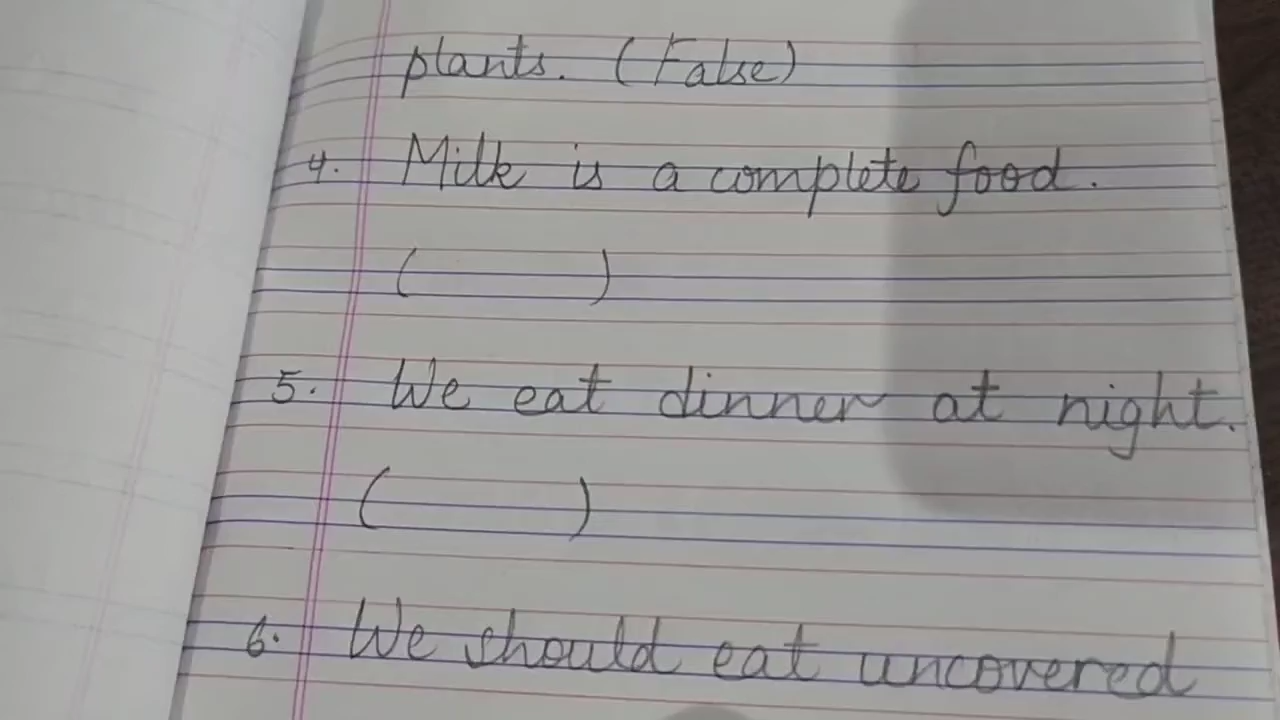 plants. (False)
4. Milk is a complete food.
( )
5. We eat dinner at night.
( )
6. We should eat uncovered